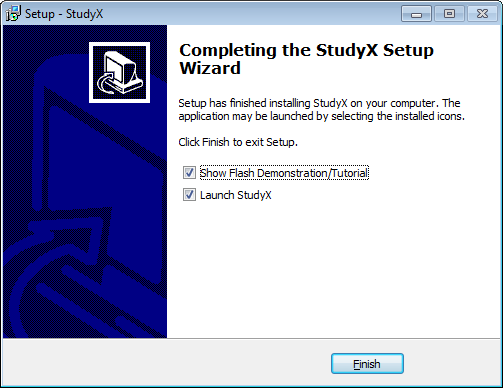 Setup - StudyX
Completing the StudyX Setup
Wizard
Setup has finished installing StudyX on your computer. The
application may be launched by selecting the installed icons.
Click Finish to exit Setup.
Show Flash Demonstration/Tutorial
Launch StudyX
Finish